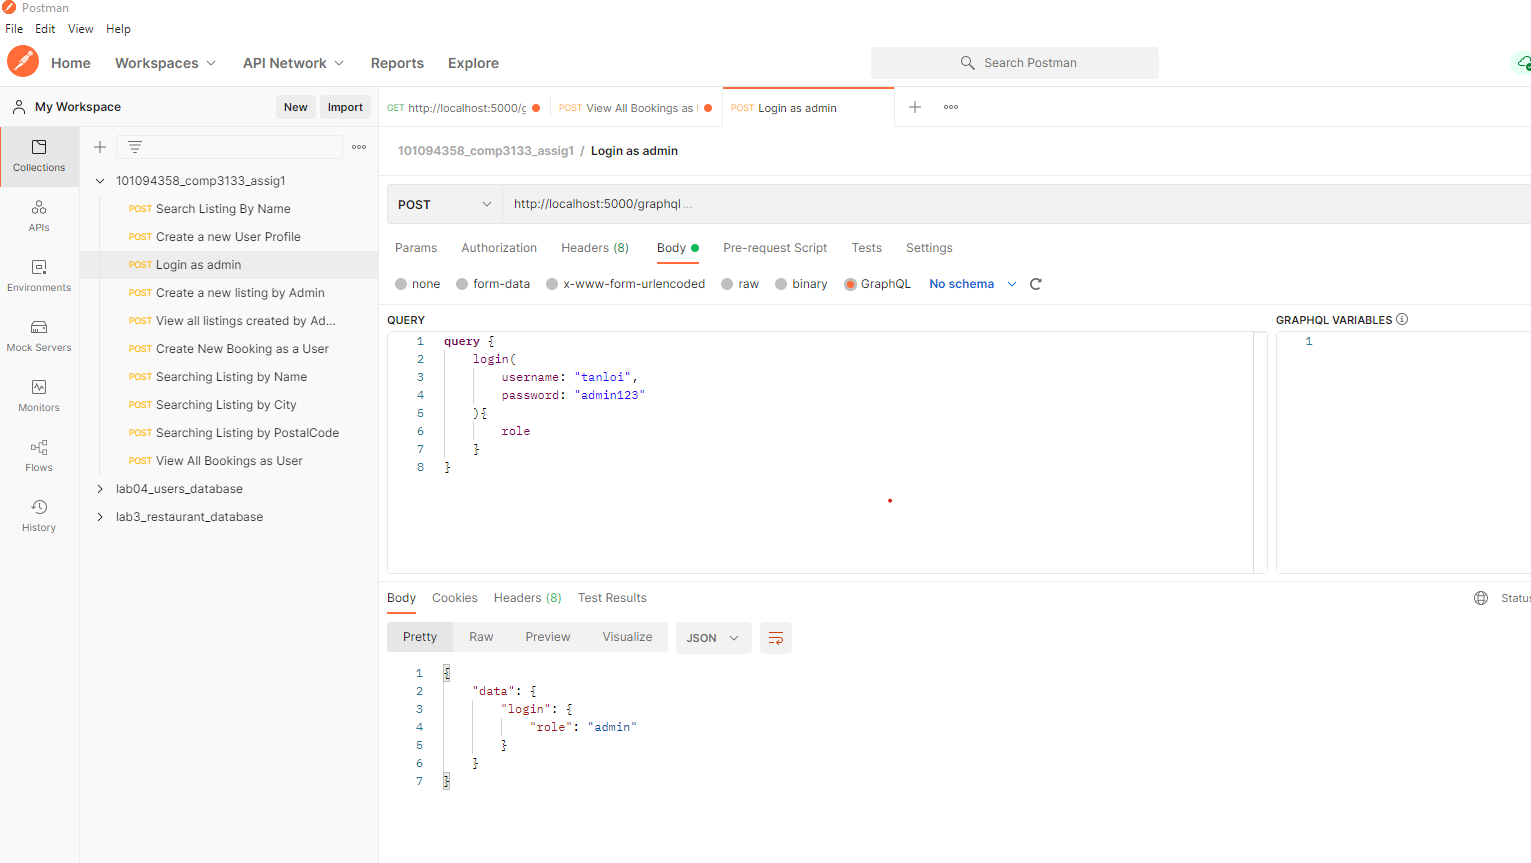 Postman
File Edit View Help
Home Workspaces API Network Reports Explore Search Postman
My Workspace New Import
GET http://localhost:5000/g POST View All Bookings as POST Login as admin
Collections
APIs
Environments
Mock Servers
Monitors
Flows
History
101094358_comp3133_assig1
POST Search Listing By Name
POST Create a new User Profile
POST Login as admin
POST Create a new listing by Admin
POST View all listings created by Ad...
POST Create New Booking as a User
POST Searching Listing by Name
POST Searching Listing by City
POST Searching Listing by PostalCode
POST View All Bookings as User
lab04_users_database
lab3_restaurant_database
101094358_comp3133_assig1 / Login as admin
POST http://localhost:5000/graphql ...
Params Authorization Headers (8) Body Pre-request Script Tests Settings
none form-data x-www-form-urlencoded raw binary GraphQL No schema
QUERY
1 query {
2 login(
3 username: "tanloi",
4 password: "admin123"
5 ){
6 role
7 }
8 }
GRAPHQL VARIABLES
1
Body Cookies Headers (8) Test Results Status
Pretty Raw Preview Visualize JSON
1 {
2 "data": {
3 "login": {
4 "role": "admin"
5 }
6 }
7 }